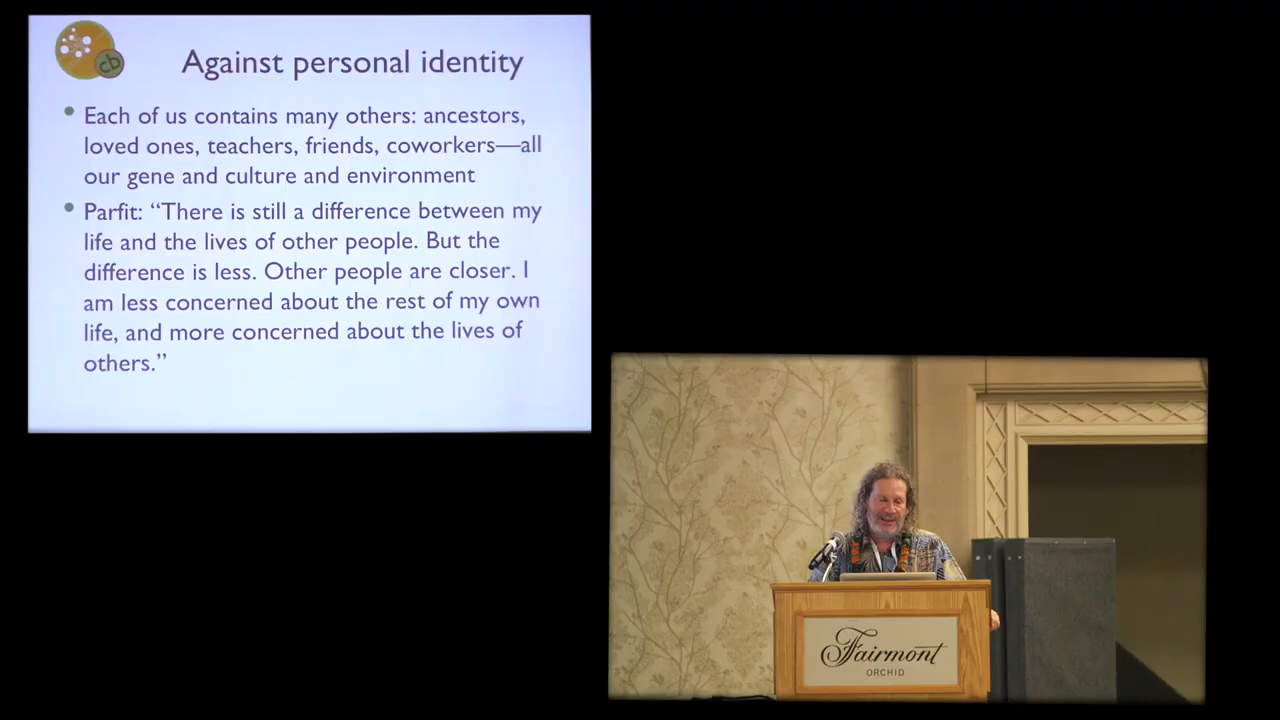 cb
Against personal identity
• Each of us contains many others: ancestors,
loved ones, teachers, friends, coworkers—all
our gene and culture and environment
• Parfit: “There is still a difference between my
life and the lives of other people. But the
difference is less. Other people are closer. I
am less concerned about the rest of my own
life, and more concerned about the lives of
others.”
Fairmont
ORCHID